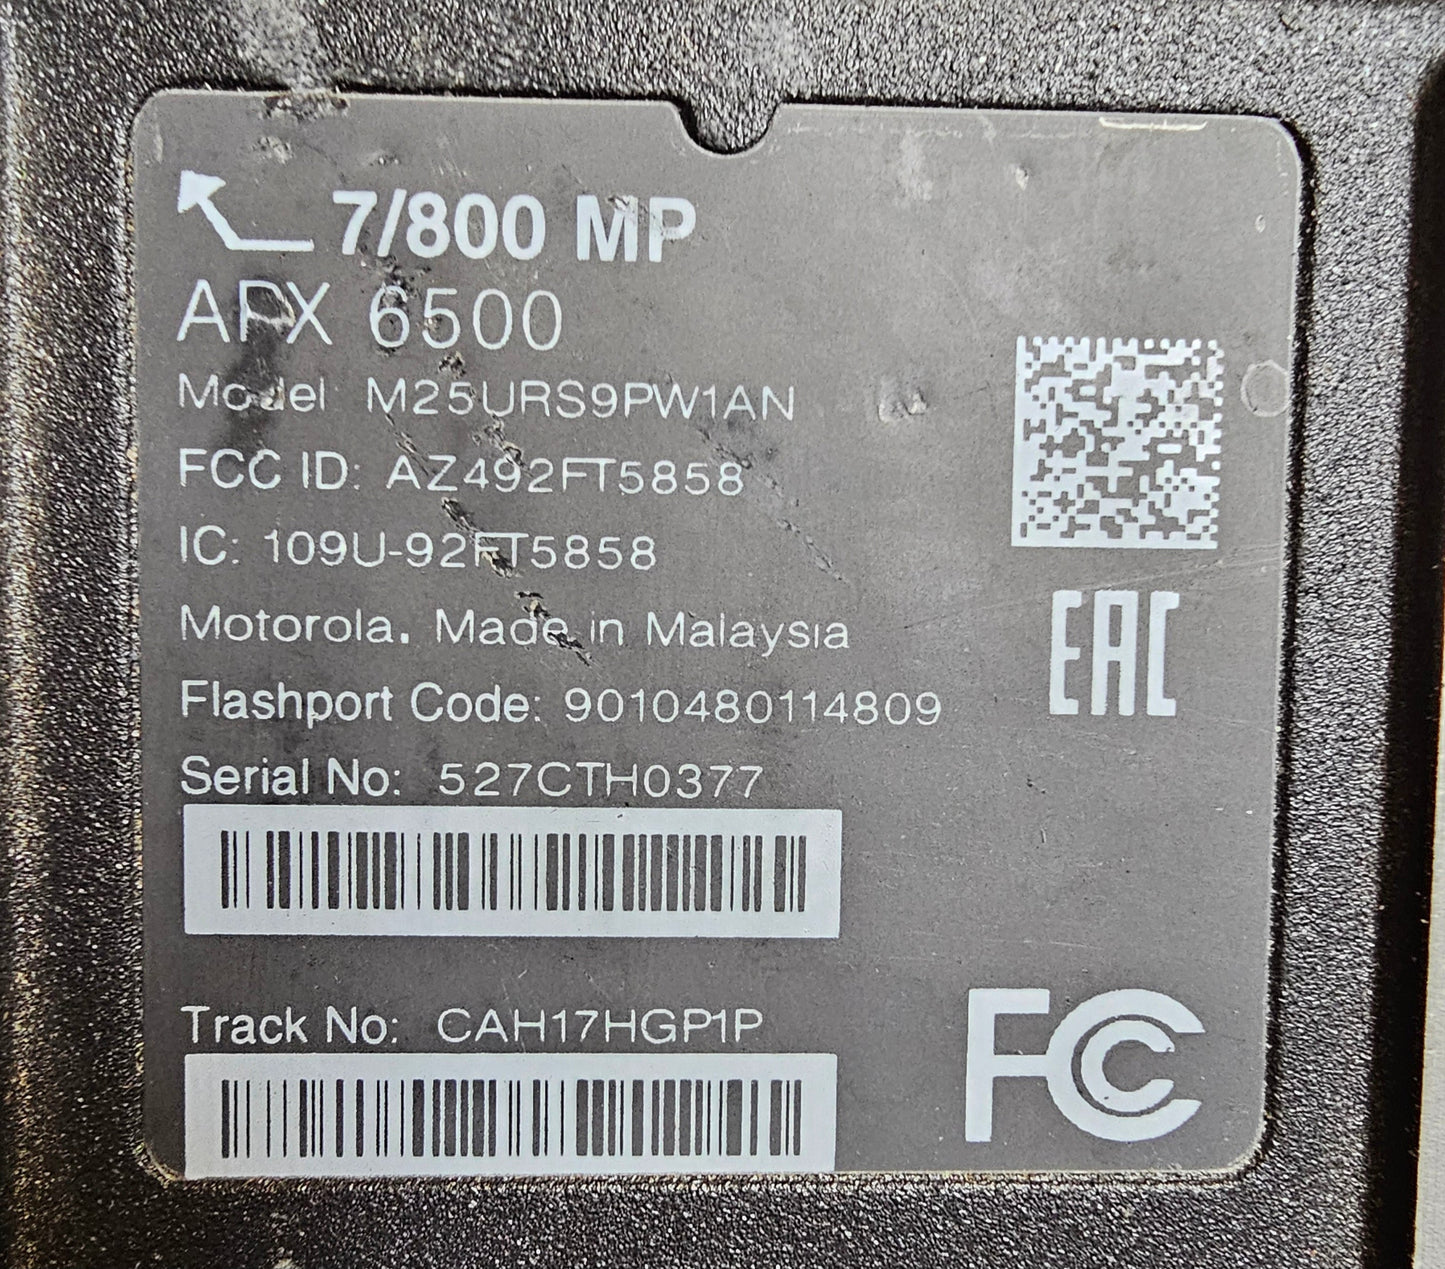 7/800 MP
APX 6500
Model M25URS9PW1AN
FCC ID: AZ492FT5858
IC: 109U-92FT5858
Motorola. Made in Malaysia
Flashport Code: 9010480114809
Serial No: 527CTH0377
Track No: CAH17HGP1P
EAC
FC